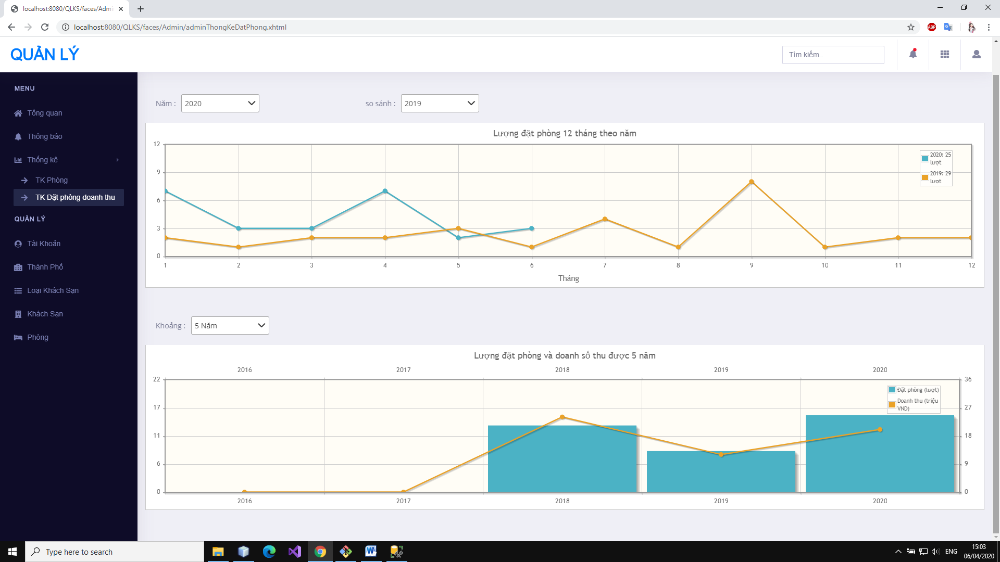 localhost:8080/QLKS/faces/Admi
localhost:8080/QLKS/faces/Admin/adminThongKeDatPhong.xhtml
ABP
QUẢN LÝ
Tìm kiếm..
MENU
Tổng quan
Thông báo
Thống kê
TK Phòng
TK Đặt phòng doanh thu
QUẢN LÝ
Tài Khoản
Thành Phố
Loại Khách Sạn
Khách Sạn
Phòng
Năm : 2020 so sánh : 2019
Lượng đặt phòng 12 tháng theo năm
12
9
6
3
0
2020: 25
lượt
2019: 29
lượt
1 2 3 4 5 6 7 8 9 10 11 12
Tháng
Khoảng : 5 Năm
Lượng đặt phòng và doanh số thu được 5 năm
2016 2017 2018 2019 2020
22
17
11
6
0
36
27
18
9
0
Đặt phòng (lượt)
Doanh thu (triệu
VND)
2016 2017 2018 2019 2020
Type here to search
ENG
15:03
06/04/2020